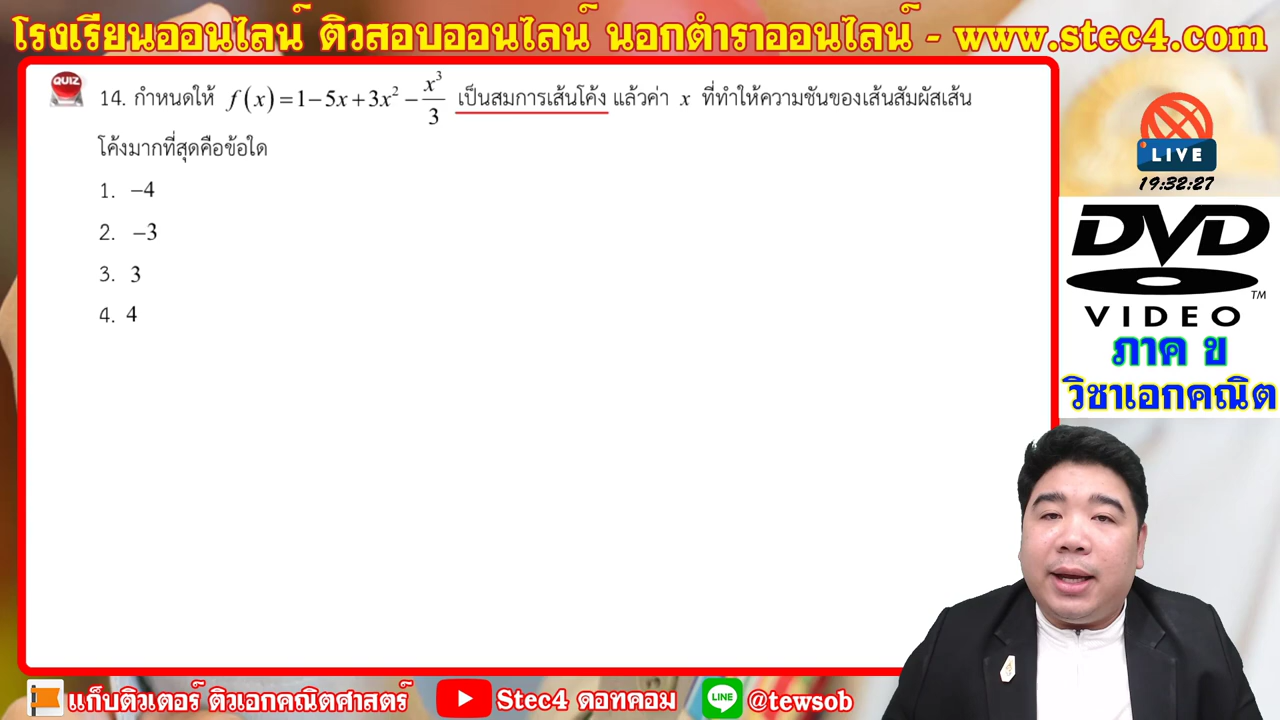 โรงเรียนออนไลน์ ติวสอบออนไลน์ นอกตำราออนไลน์ - www.stec4.com
QUIZ
14. กำหนดให้ f(x)=1−5x+3x²−x³/3 เป็นสมการเส้นโค้ง แล้วค่า x ที่ทำให้ความชันของเส้นสัมผัสเส้น
โค้งมากที่สุดคือข้อใด
1. −4
2. −3
3. 3
4. 4
LIVE
19:32:27
DVD
TM
VIDEO
ภาค ข
วิชาเอกคณิต
แก็บติวเตอร์ ติวเอกคณิตศาสตร์
Stec4 ดอทคอม
LINE
@tewsob